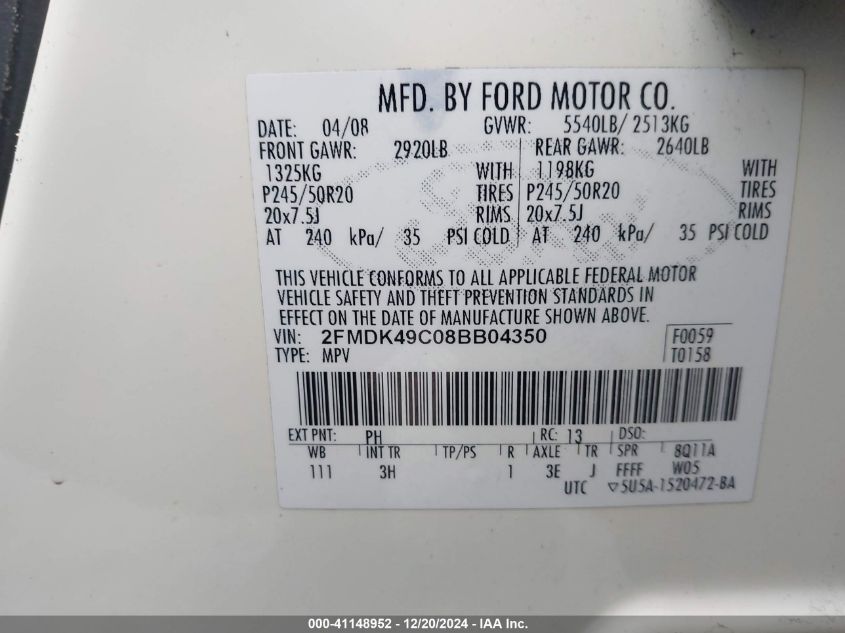 MFD. BY FORD MOTOR CO.
DATE: 04/08 GVWR: 5540LB/ 2513KG
FRONT GAWR: 2920LB REAR GAWR: 2640LB
1325KG WITH 1198KG WITH
P245/50R20 TIRES P245/50R20 TIRES
20x7.5J RIMS 20x7.5J RIMS
AT 240 kPa/ 35 PSI COLD AT 240 kPa/ 35 PSI COLD
THIS VEHICLE CONFORMS TO ALL APPLICABLE FEDERAL MOTOR
VEHICLE SAFETY AND THEFT PREVENTION STANDARDS IN
EFFECT ON THE DATE OF MANUFACTURE SHOWN ABOVE.
VIN: 2FMDK49C08BB04350 F0059
TYPE: MPV T0158
EXT PNT: PH RC: 13 DSO:
WB INT TR TP/PS R AXLE TR SPR 8Q11A
111 3H 1 3E J FFFF W05
UTC ▽5U5A-1520472-BA
000-41148952 - 12/20/2024 - IAA Inc.